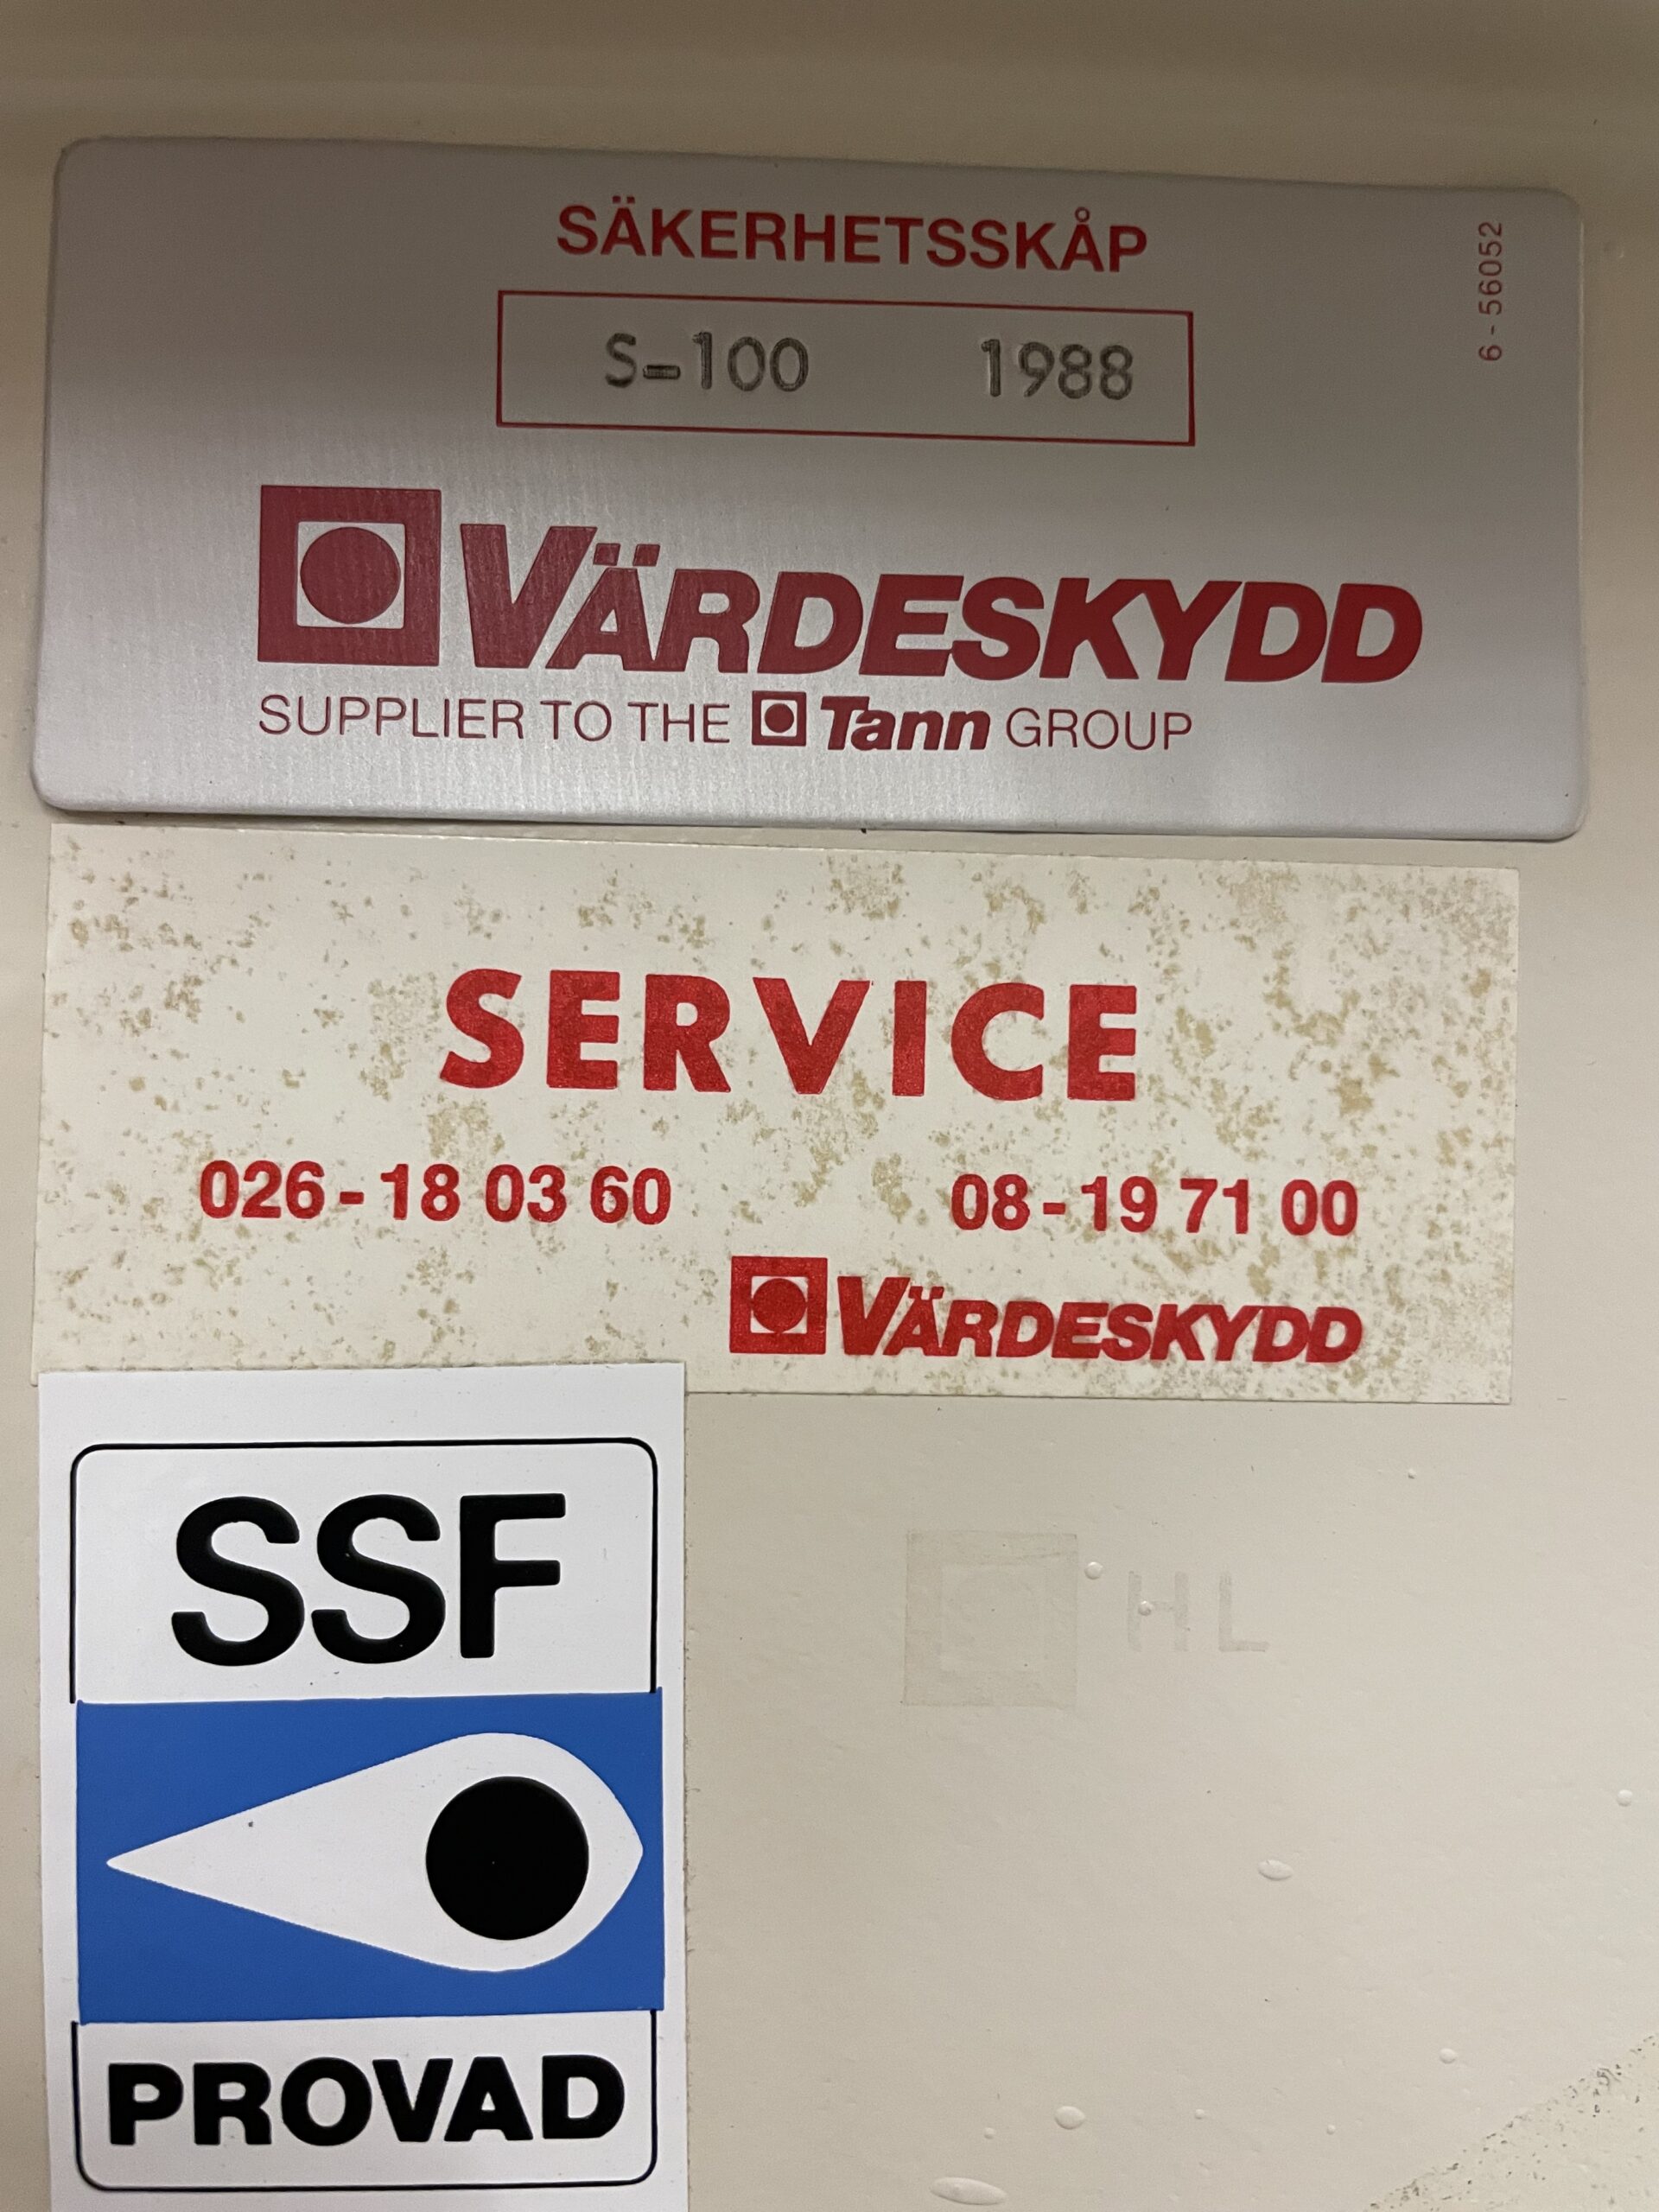 SÄKERHETSSKÅP
6-56052
S-100 1988
VÄRDESKYDD
SUPPLIER TO THE Tann GROUP
SERVICE
026-18 03 60 08-19 71 00
VÄRDESKYDD
SSF
HL
PROVAD